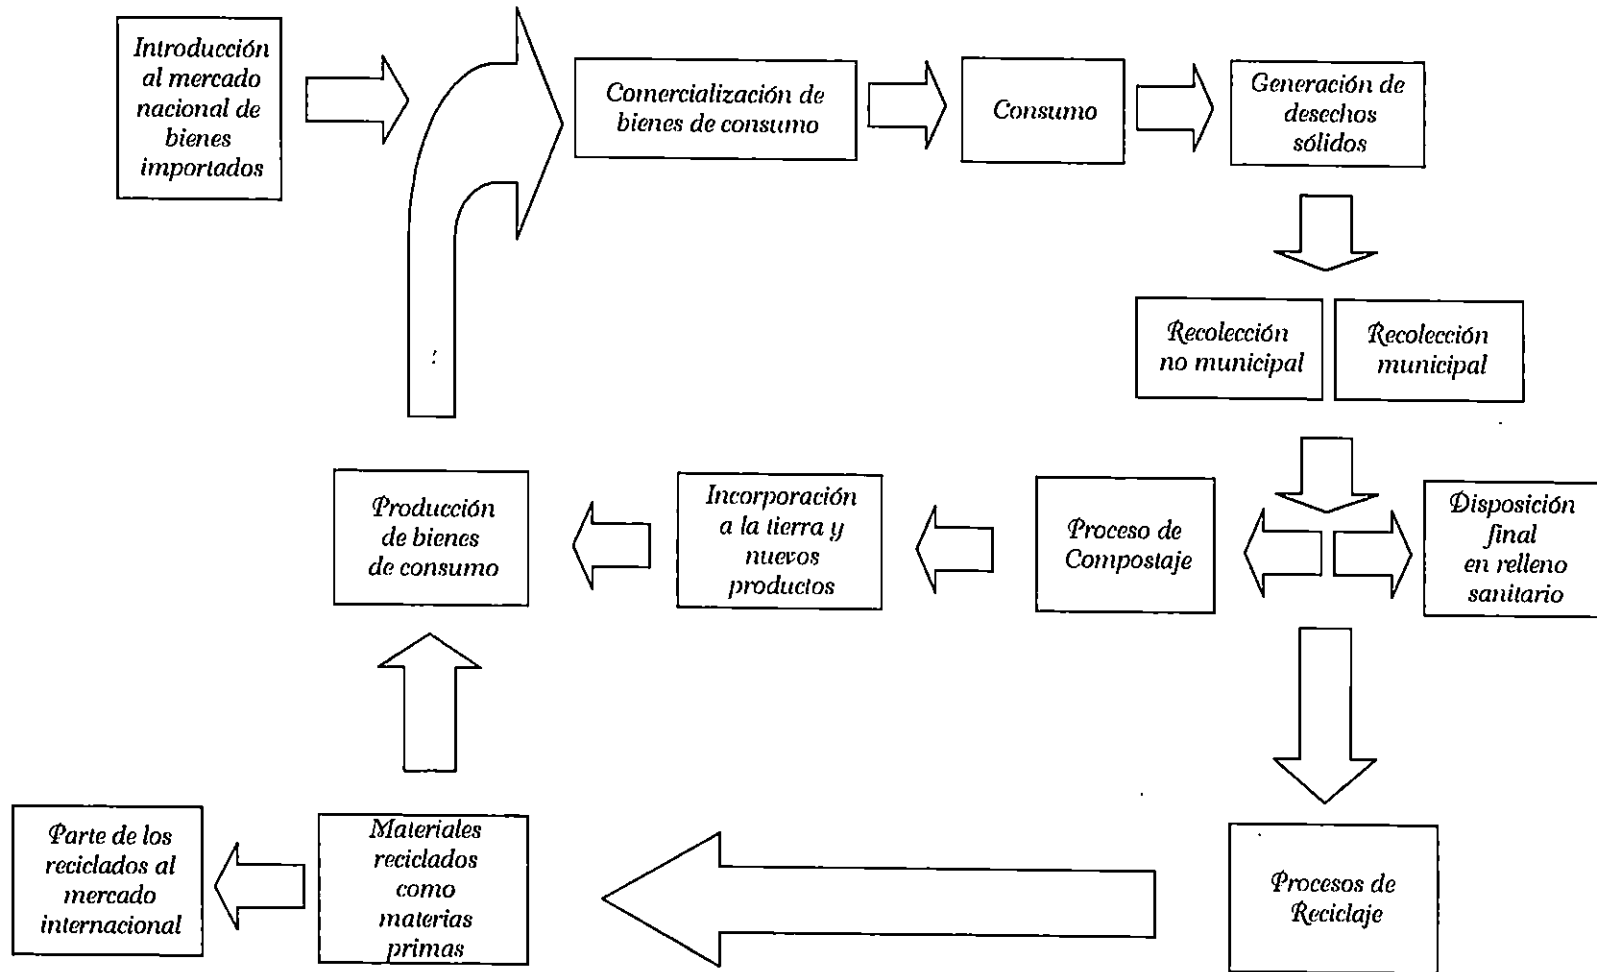 Introducción
al mercado
nacional de
bienes
importados
Comercialización de
bienes de consumo
Consumo
Generación de
desechos
sólidos
Recolección
no municipal
Recolección
municipal
Producción
de bienes
de consumo
Incorporación
a la tierra y
nuevos
productos
Proceso de
Compostaje
Disposición
final
en relleno
sanitario
Parte de los
reciclados al
mercado
internacional
Materiales
reciclados
como
materias
primas
Procesos de
Reciclaje